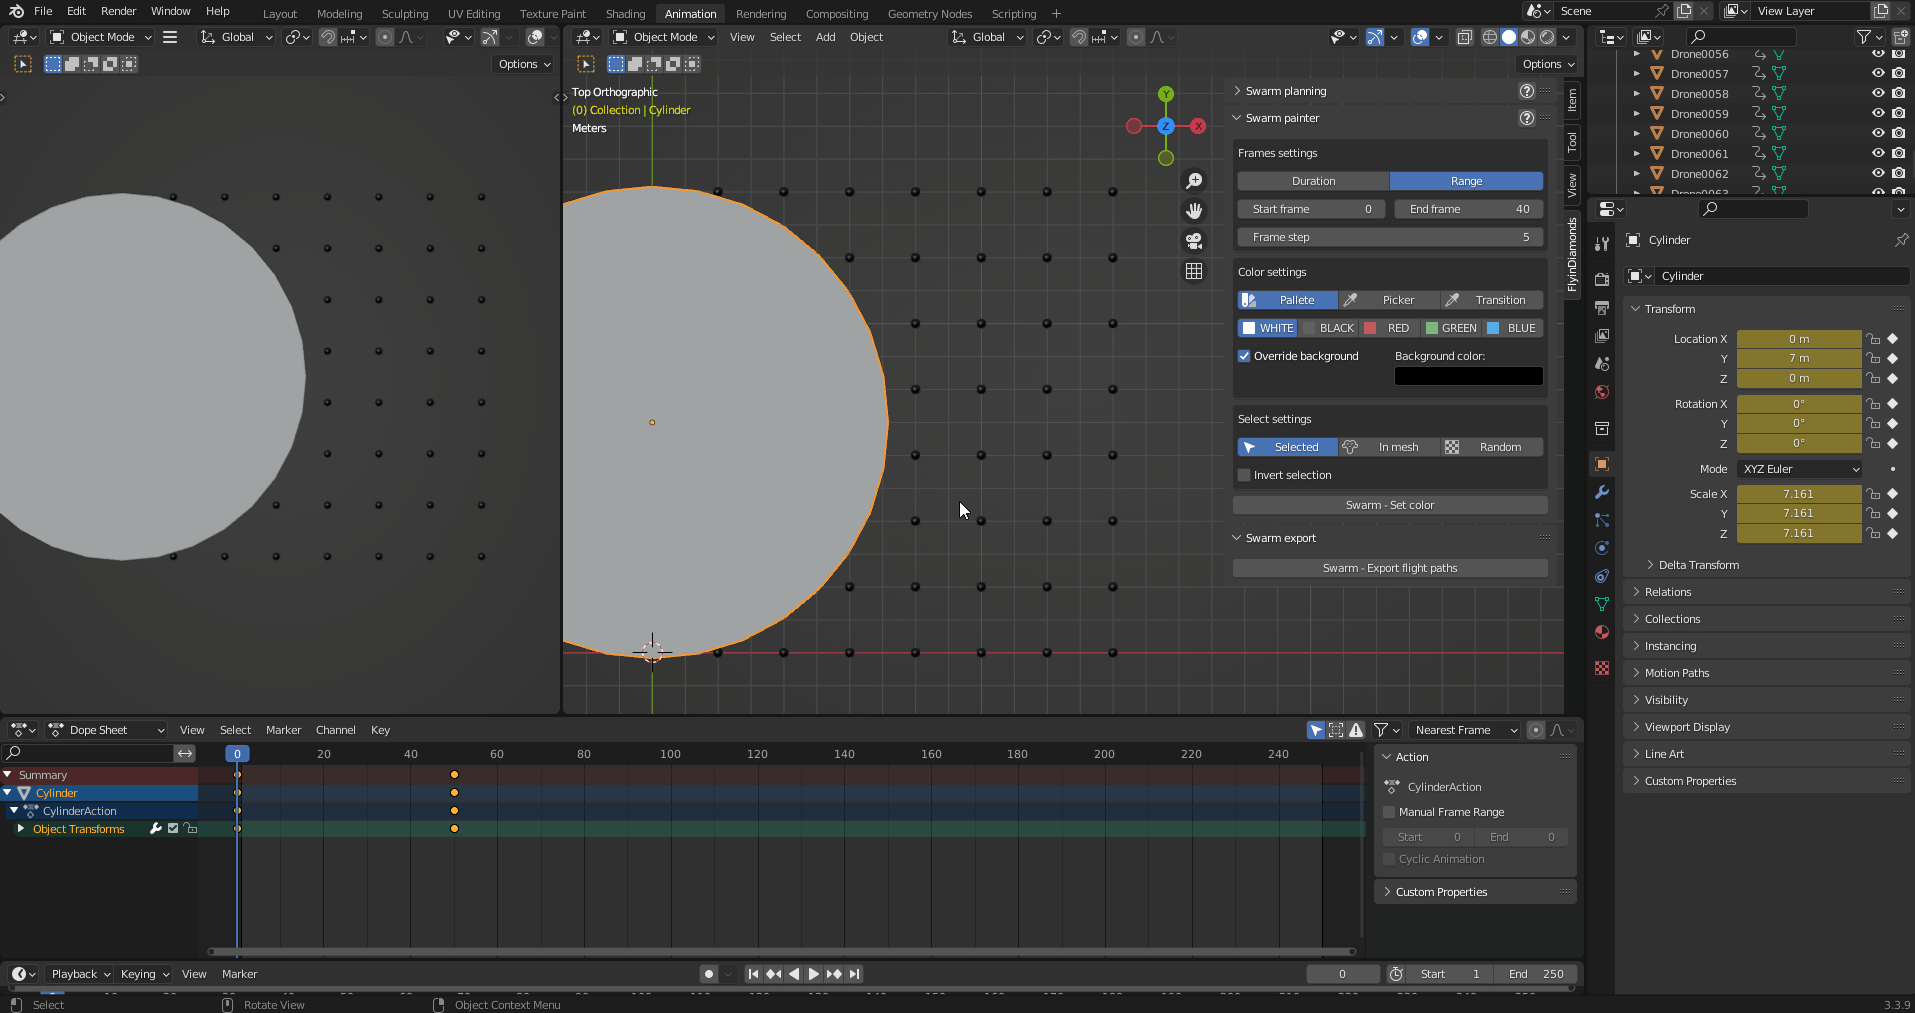 File Edit Render Window Help
Layout Modeling Sculpting UV Editing Texture Paint Shading Animation Rendering Compositing Geometry Nodes Scripting +
Scene
View Layer
Object Mode
Global
Options
Object Mode View Select Add Object
Global
Options
Top Orthographic
(0) Collection | Cylinder
Meters
Y
Z
X
Swarm planning
Swarm painter
Frames settings
Duration Range
Start frame 0 End frame 40
Frame step 5
Color settings
Pallete Picker Transition
WHITE BLACK RED GREEN BLUE
Override background Background color:
Select settings
Selected In mesh Random
Invert selection
Swarm - Set color
Swarm export
Swarm - Export flight paths
Item
Tool
View
FlyinDiamonds
Drone0056
Drone0057
Drone0058
Drone0059
Drone0060
Drone0061
Drone0062
Drone0063
Cylinder
Cylinder
Transform
Location X 0 m
Y 7 m
Z 0 m
Rotation X 0°
Y 0°
Z 0°
Mode XYZ Euler
Scale X 7.161
Y 7.161
Z 7.161
Delta Transform
Relations
Collections
Instancing
Motion Paths
Visibility
Viewport Display
Line Art
Custom Properties
Dope Sheet View Select Marker Channel Key
Nearest Frame
0 20 40 60 80 100 120 140 160 180 200 220 240
Summary
Cylinder
CylinderAction
Object Transforms
Action
CylinderAction
Manual Frame Range
Start 0 End 0
Cyclic Animation
Custom Properties
Playback Keying View Marker
0 Start 1 End 250
Select Rotate View Object Context Menu
3.3.9